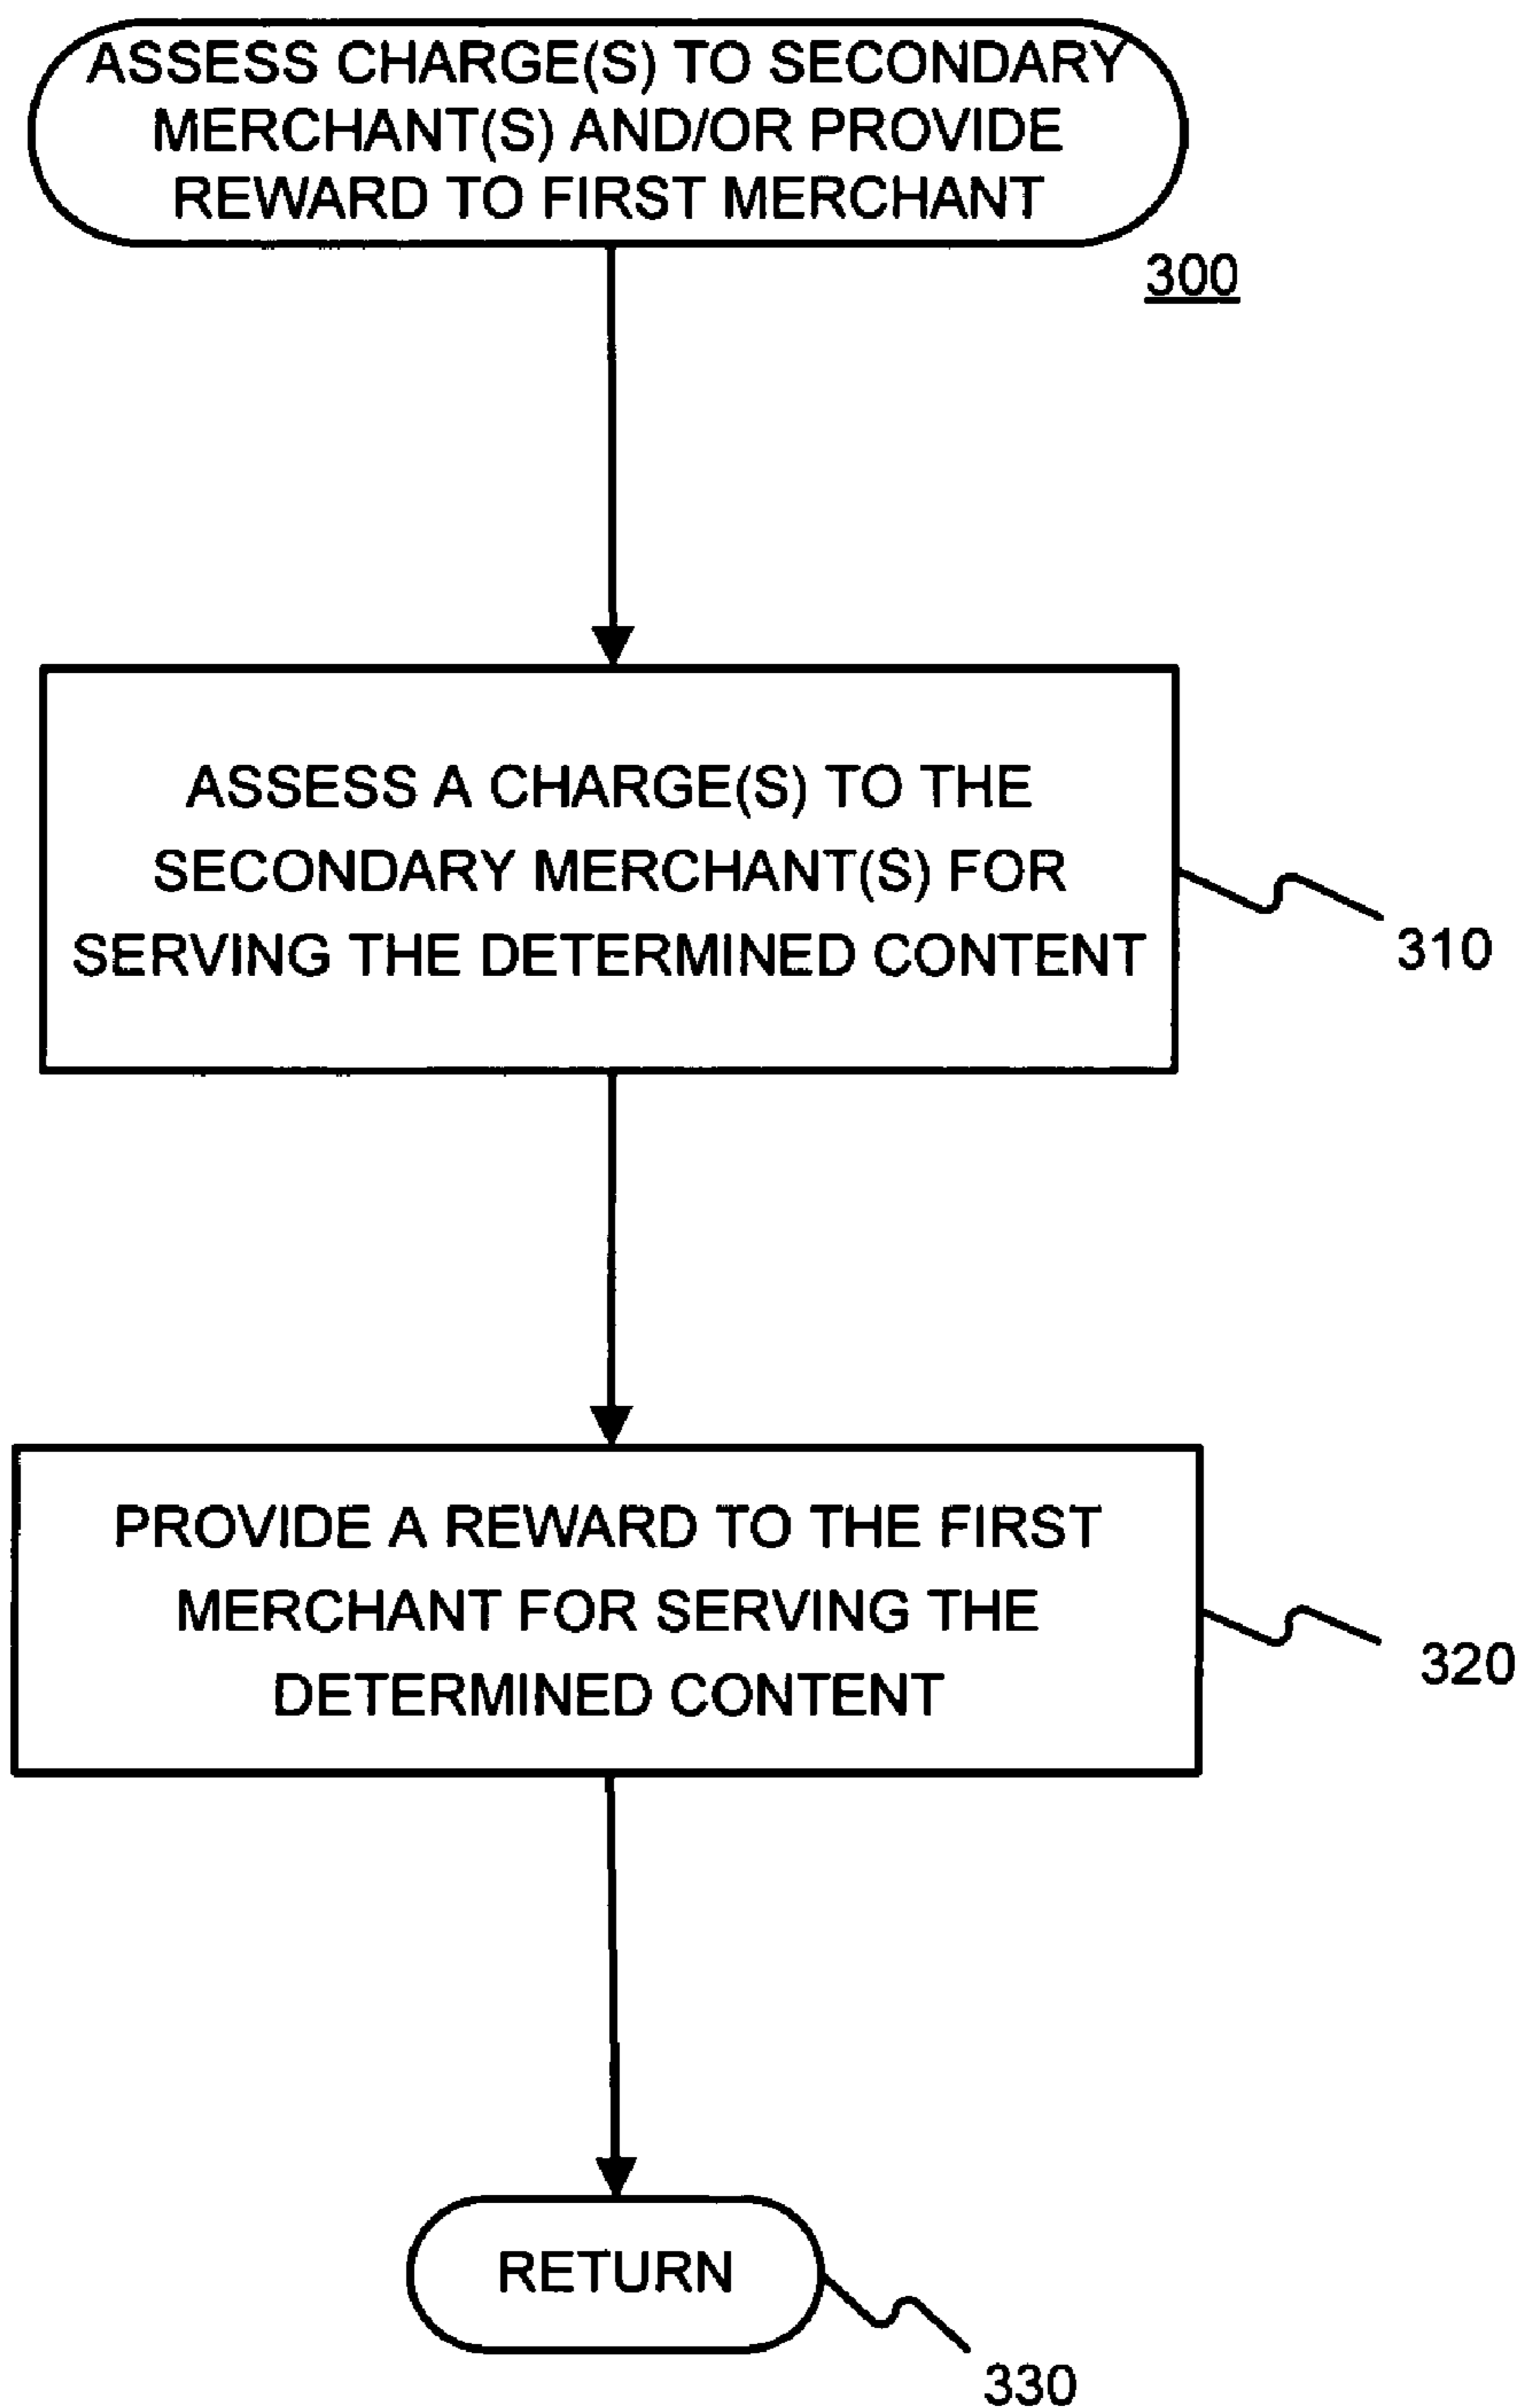 ASSESS CHARGE(S) TO SECONDARY
MERCHANT(S) AND/OR PROVIDE
REWARD TO FIRST MERCHANT
300
ASSESS A CHARGE(S) TO THE
SECONDARY MERCHANT(S) FOR
SERVING THE DETERMINED CONTENT
310
PROVIDE A REWARD TO THE FIRST
MERCHANT FOR SERVING THE
DETERMINED CONTENT
320
RETURN
330